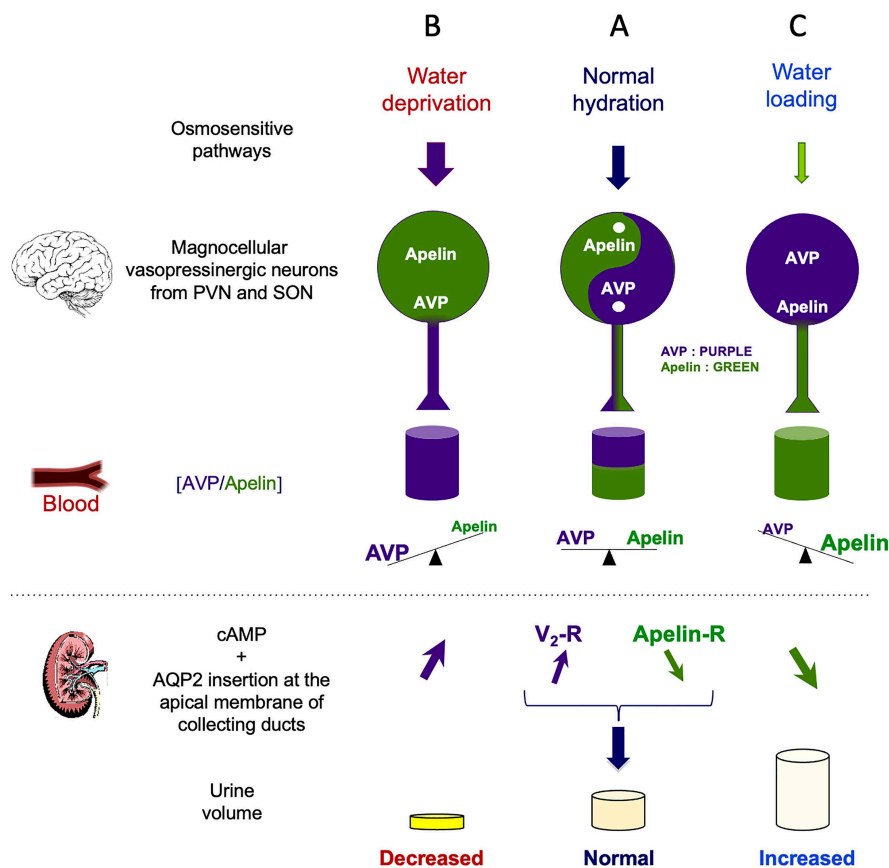 B
A
C
Water
deprivation
Normal
hydration
Water
loading
Osmosensitive
pathways
Magnocellular
vasopressinergic neurons
from PVN and SON
Apelin
AVP
Apelin
AVP
AVP
Apelin
AVP : PURPLE
Apelin : GREEN
Blood
[AVP/Apelin]
AVP
Apelin
AVP
Apelin
AVP
Apelin
cAMP
+
AQP2 insertion at the
apical membrane of
collecting ducts
V₂-R
Apelin-R
Urine
volume
Decreased
Normal
Increased